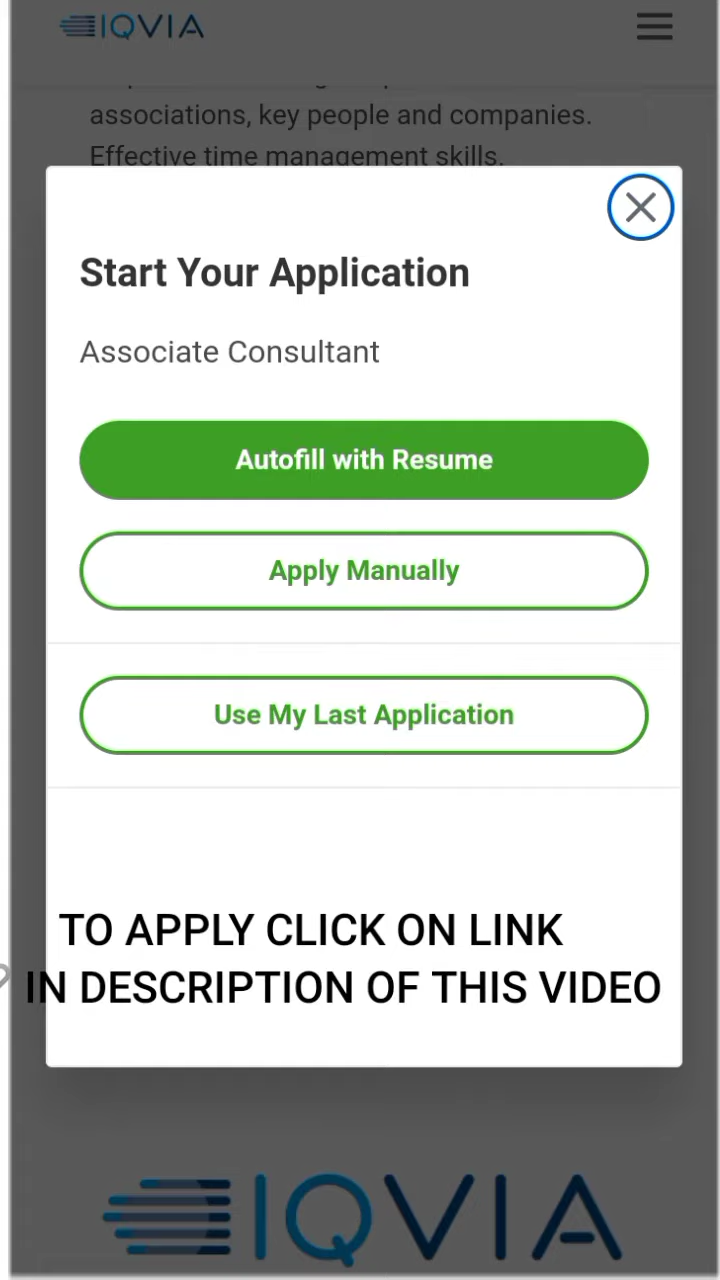 IQVIA
associations, key people and companies.
Effective time management skills.
Start Your Application
Associate Consultant
Autofill with Resume
Apply Manually
Use My Last Application
TO APPLY CLICK ON LINK
IN DESCRIPTION OF THIS VIDEO
IQVIA